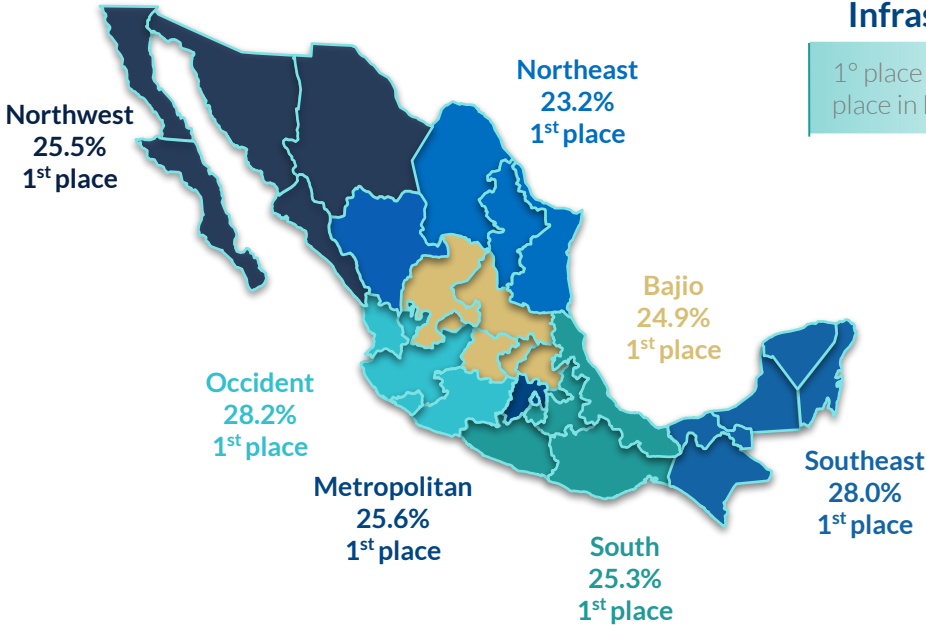 Infras
1° place
place in
Northeast
23.2%
1st place
Northwest
25.5%
1st place
Bajio
24.9%
1st place
Occident
28.2%
1st place
Southeast
28.0%
1st place
Metropolitan
25.6%
1st place
South
25.3%
1st place